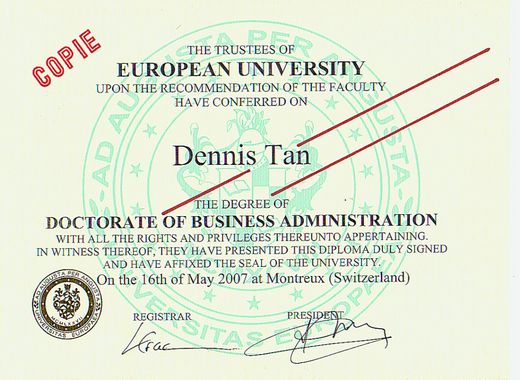 COPIE
THE TRUSTEES OF
EUROPEAN UNIVERSITY
UPON THE RECOMMENDATION OF THE FACULTY
HAVE CONFERRED ON
Dennis Tan
THE DEGREE OF
DOCTORATE OF BUSINESS ADMINISTRATION
WITH ALL THE RIGHTS AND PRIVILEGES THEREUNTO APPERTAINING.
IN WITNESS THEREOF, THEY HAVE PRESENTED THIS DIPLOMA DULY SIGNED
AND HAVE AFFIXED THE SEAL OF THE UNIVERSITY.
On the 16th of May 2007 at Montreux (Switzerland)
REGISTRAR
PRESIDENT
AD AUGUSTA PER ANGUSTA
UNIVERSITAS EUROPAE